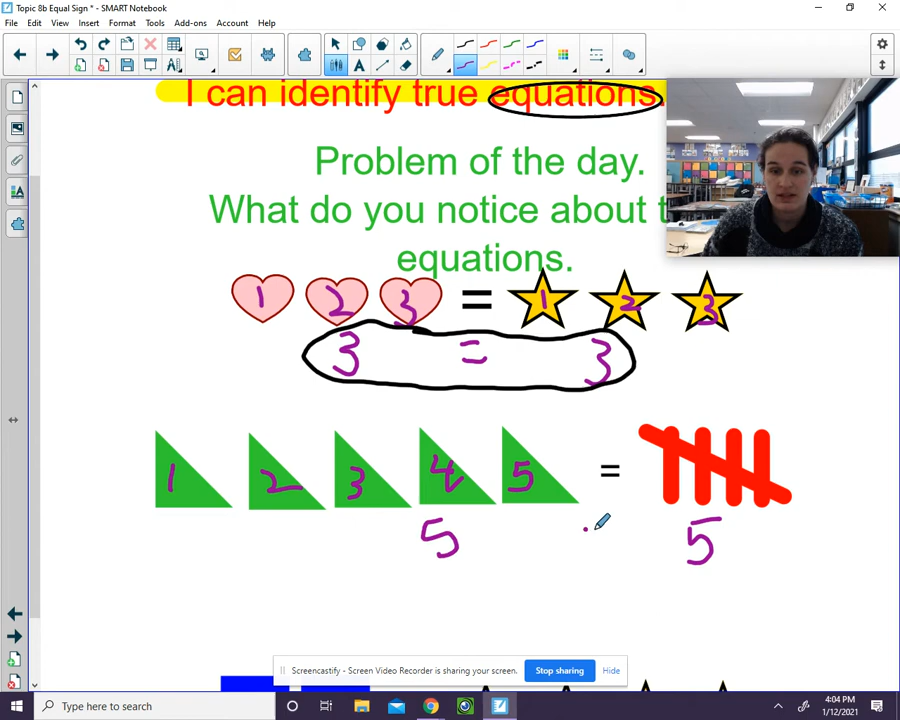 Topic 8b Equal Sign * - SMART Notebook
File Edit View Insert Format Tools Add-ons Account Help
I can identify true equations.
Problem of the day.
What do you notice about
equations.
1 2 3 = 1 2 3
3 = 3
1 2 3 4 5 =
5 5
Screencastify - Screen Video Recorder is sharing your screen. Stop sharing Hide
Type here to search
4:04 PM
1/12/2021